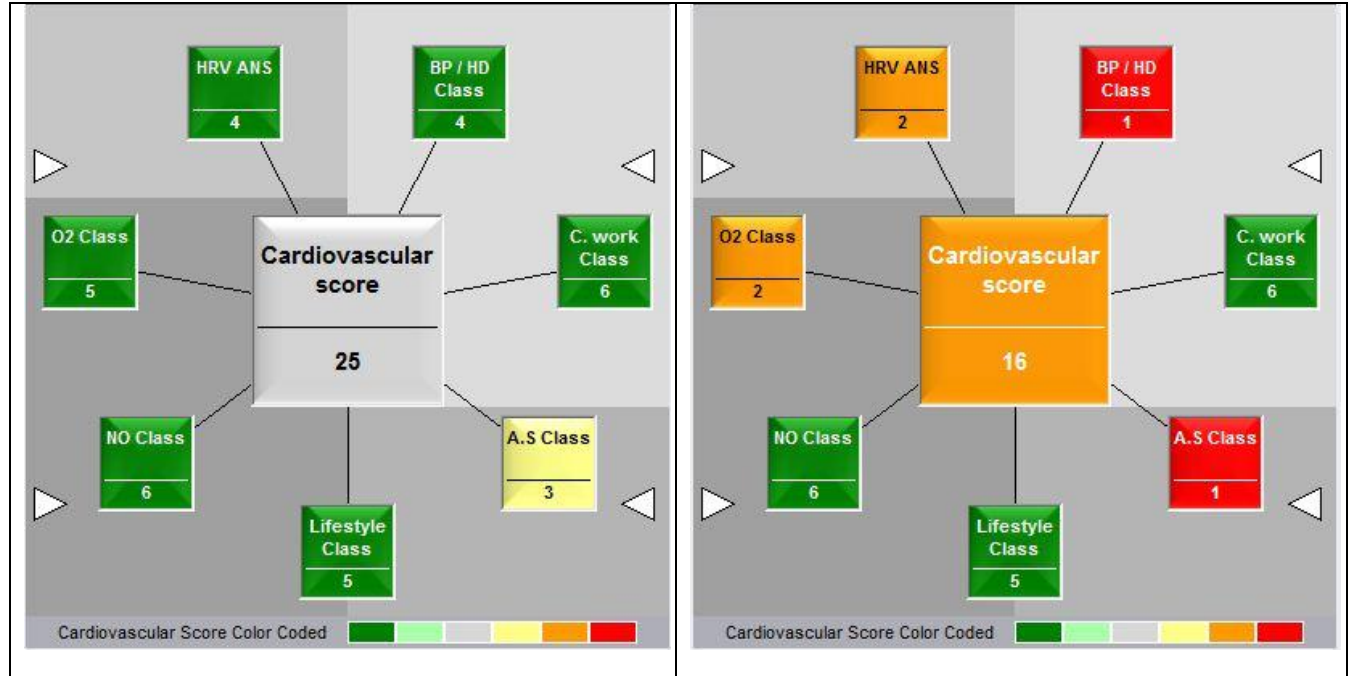 HRV ANS
4
BP / HD
Class
4
O2 Class
5
Cardiovascular
score
25
C. work
Class
6
NO Class
6
A.S Class
3
Lifestyle
Class
5
Cardiovascular Score Color Coded
HRV ANS
2
BP / HD
Class
1
O2 Class
2
Cardiovascular
score
16
C. work
Class
6
NO Class
6
A.S Class
1
Lifestyle
Class
5
Cardiovascular Score Color Coded